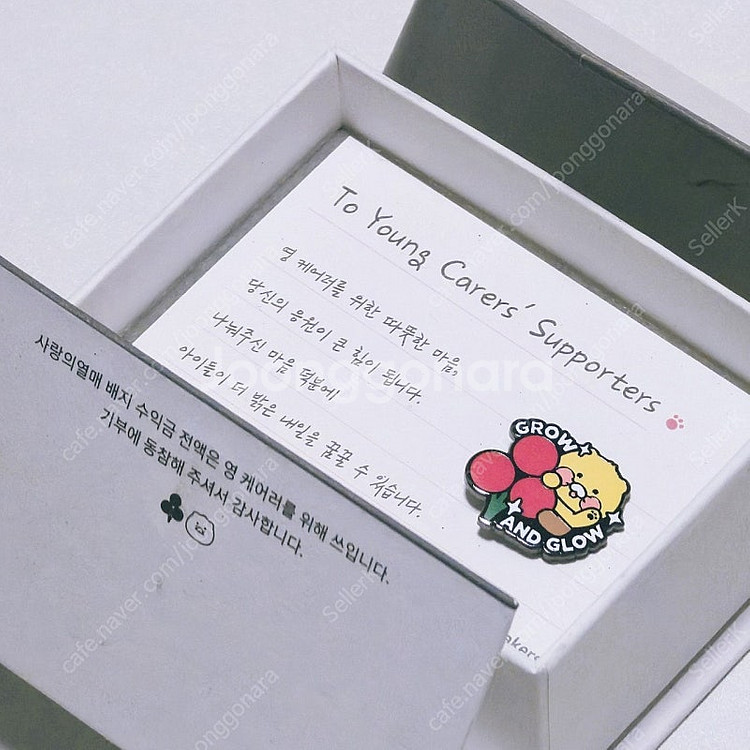 To Young Carers' Supporters
영 케어러를 위한 따뜻한 마음,
당신의 응원이 큰 힘이 됩니다.
나눠주신 마음 덕분에
아이들이 더 밝은 내일을 꿈꿀 수 있습니다.
GROW
AND GLOW
사랑의열매 배지 수익금 전액은 영 케어러를 위해 쓰입니다.
기부에 동참해 주셔서 감사합니다.
Joonggonara
cafe.naver.com/joonggonara
SellerK